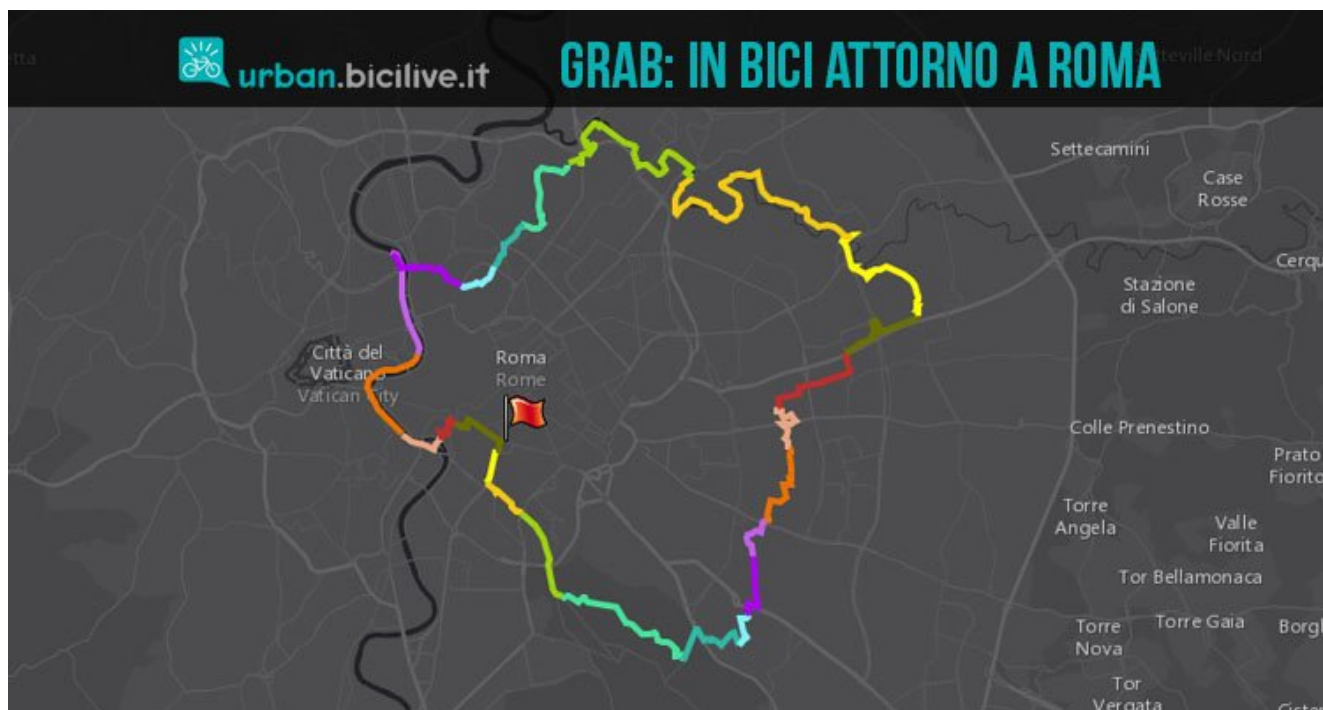 urban.bicilive.it
GRAB: IN BICI ATTORNO A ROMA
Settecamini
Case
Rosse
Stazione
di Salone
Città del
Vaticano
Vatican City
Roma
Rome
Colle Prenestino
Prato
Fiorito
Torre
Angela
Valle
Fiorita
Tor Bellamonaca
Torre
Nova
Torre Gaia
Tor
Vergata